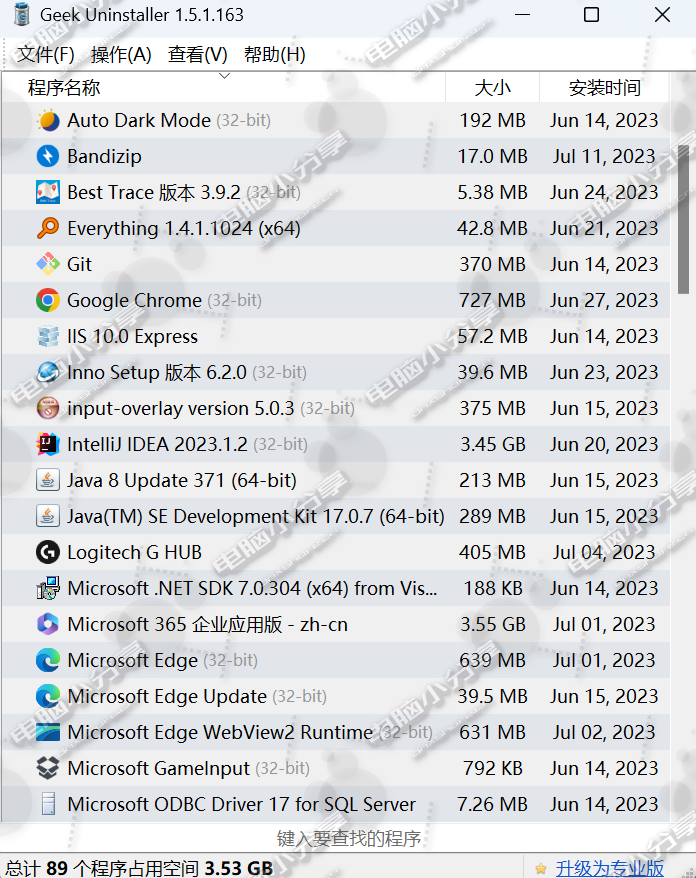 Geek Uninstaller 1.5.1.163
文件(F) 操作(A) 查看(V) 帮助(H)
程序名称 大小 安装时间
Auto Dark Mode (32-bit) 192 MB Jun 14, 2023
Bandizip 17.0 MB Jul 11, 2023
Best Trace 版本 3.9.2 (32-bit) 5.38 MB Jun 24, 2023
Everything 1.4.1.1024 (x64) 42.8 MB Jun 21, 2023
Git 370 MB Jun 14, 2023
Google Chrome (32-bit) 727 MB Jun 27, 2023
IIS 10.0 Express 57.2 MB Jun 14, 2023
Inno Setup 版本 6.2.0 (32-bit) 39.6 MB Jun 23, 2023
input-overlay version 5.0.3 (32-bit) 375 MB Jun 15, 2023
IntelliJ IDEA 2023.1.2 (32-bit) 3.45 GB Jun 20, 2023
Java 8 Update 371 (64-bit) 213 MB Jun 15, 2023
Java(TM) SE Development Kit 17.0.7 (64-bit) 289 MB Jun 15, 2023
Logitech G HUB 405 MB Jul 04, 2023
Microsoft .NET SDK 7.0.304 (x64) from Vis... 188 KB Jun 14, 2023
Microsoft 365 企业应用版 - zh-cn 3.55 GB Jul 01, 2023
Microsoft Edge (32-bit) 639 MB Jul 01, 2023
Microsoft Edge Update (32-bit) 39.5 MB Jun 15, 2023
Microsoft Edge WebView2 Runtime (32-bit) 631 MB Jul 02, 2023
Microsoft GameInput (32-bit) 792 KB Jun 14, 2023
Microsoft ODBC Driver 17 for SQL Server 7.26 MB Jun 14, 2023
键入要查找的程序
总计 89 个程序占用空间 3.53 GB 升级为专业版
电脑小分享